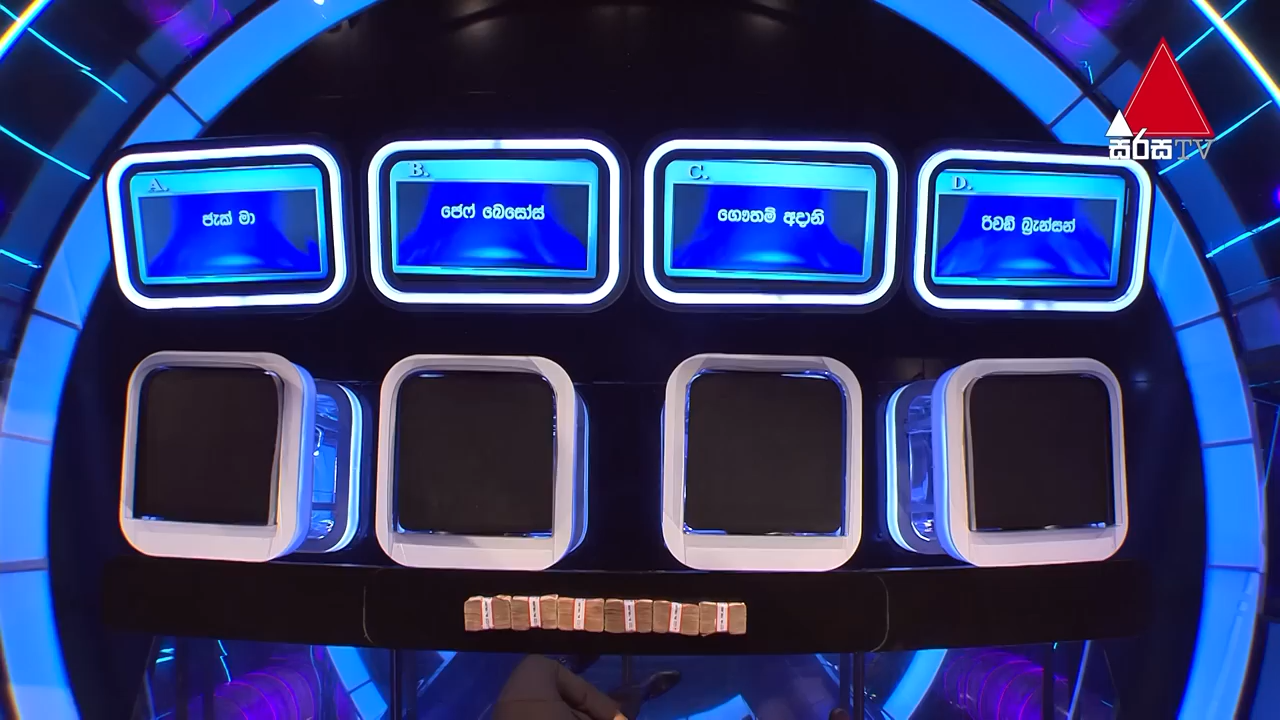 සිරස TV
A.
B.
C.
D.
ජැක් මා
ජෙෆ් බෙසෝස්
ගෞතම් අදානි
රිචඩ් බ්‍රැන්සන්